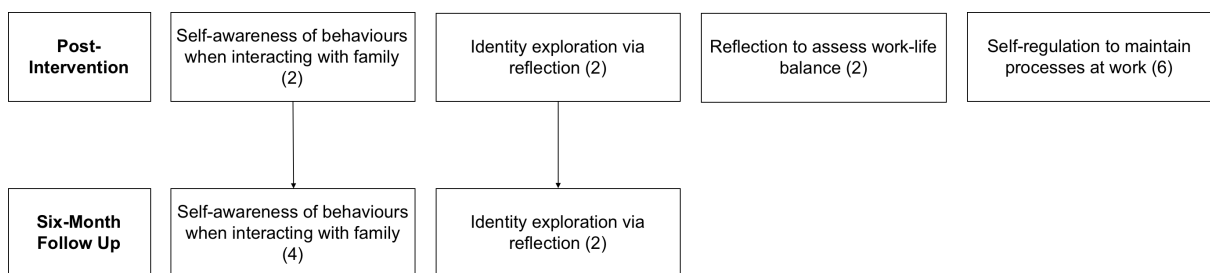 Post-
Intervention
Self-awareness of behaviours
when interacting with family
(2)
Identity exploration via
reflection (2)
Reflection to assess work-life
balance (2)
Self-regulation to maintain
processes at work (6)
Six-Month
Follow Up
Self-awareness of behaviours
when interacting with family
(4)
Identity exploration via
reflection (2)